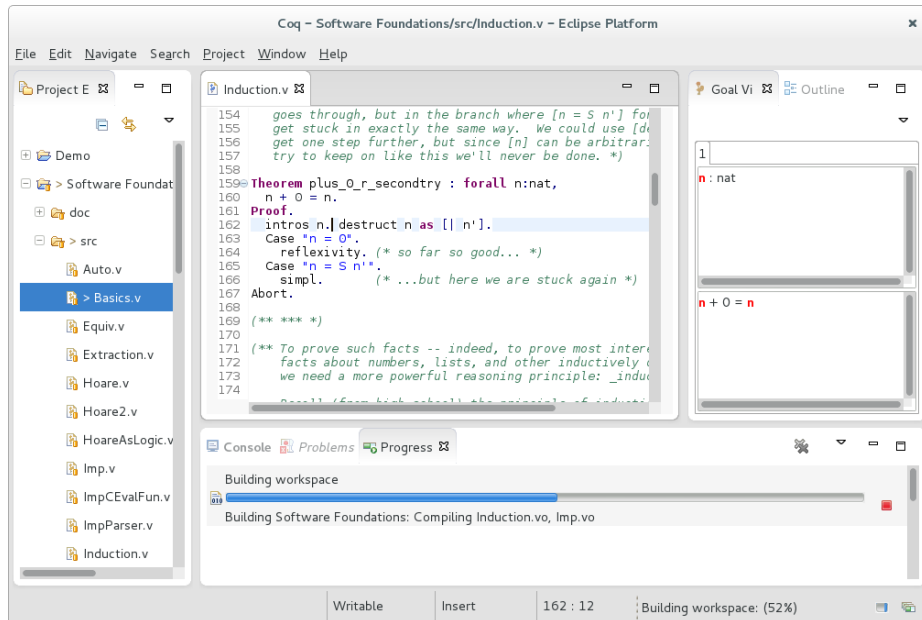 Coq – Software Foundations/src/Induction.v – Eclipse Platform
File Edit Navigate Search Project Window Help
Project E
Demo
> Software Foundat
doc
> src
Auto.v
> Basics.v
Equiv.v
Extraction.v
Hoare.v
Hoare2.v
HoareAsLogic.v
Imp.v
ImpCEvalFun.v
ImpParser.v
Induction.v
Induction.v
154 goes through, but in the branch where [n = S n'] for
155 get stuck in exactly the same way. We could use [de
156 get one step further, but since [n] can be arbitrari
157 try to keep on like this we'll never be done. *)
158
159 Theorem plus_0_r_secondtry : forall n:nat,
160 n + 0 = n.
161 Proof.
162 intros n. destruct n as [| n'].
163 Case "n = 0".
164 reflexivity. (* so far so good... *)
165 Case "n = S n'".
166 simpl. (* ...but here we are stuck again *)
167 Abort.
168
169 (** *** *)
170
171 (** To prove such facts -- indeed, to prove most intere
172 facts about numbers, lists, and other inductively
173 we need a more powerful reasoning principle: _induc
174
Goal Vi Outline
1
n : nat
n + 0 = n
Console Problems Progress
Building workspace
010
Building Software Foundations: Compiling Induction.vo, Imp.vo
Writable Insert 162 : 12 Building workspace: (52%)